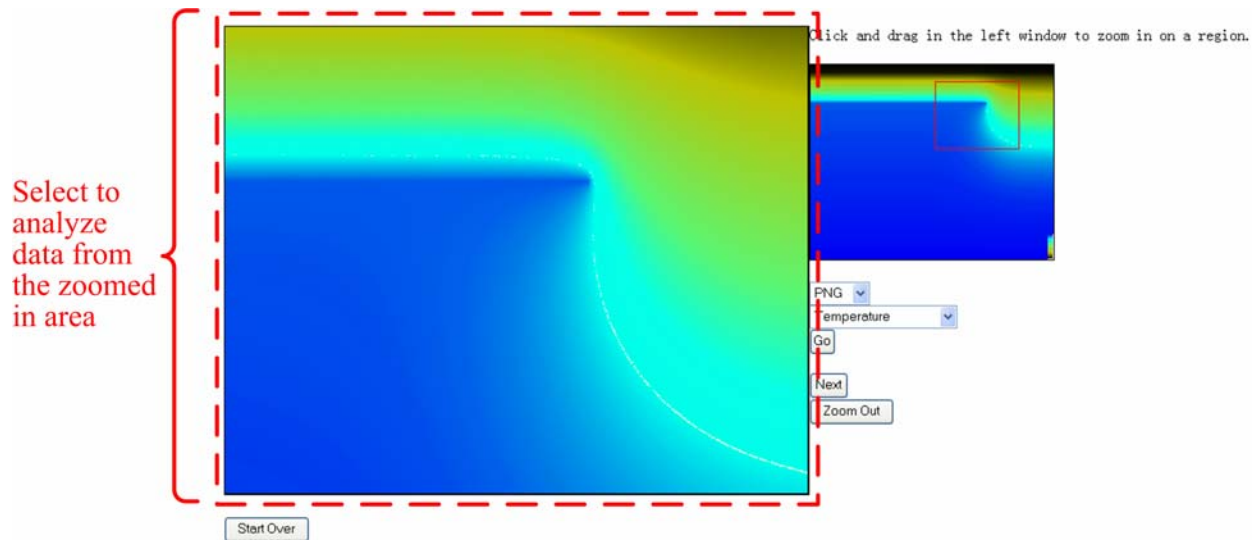 Click and drag in the left window to zoom in on a region.
Select to
analyze
data from
the zoomed
in area
PNG
Temperature
Go
Next
Zoom Out
Start Over